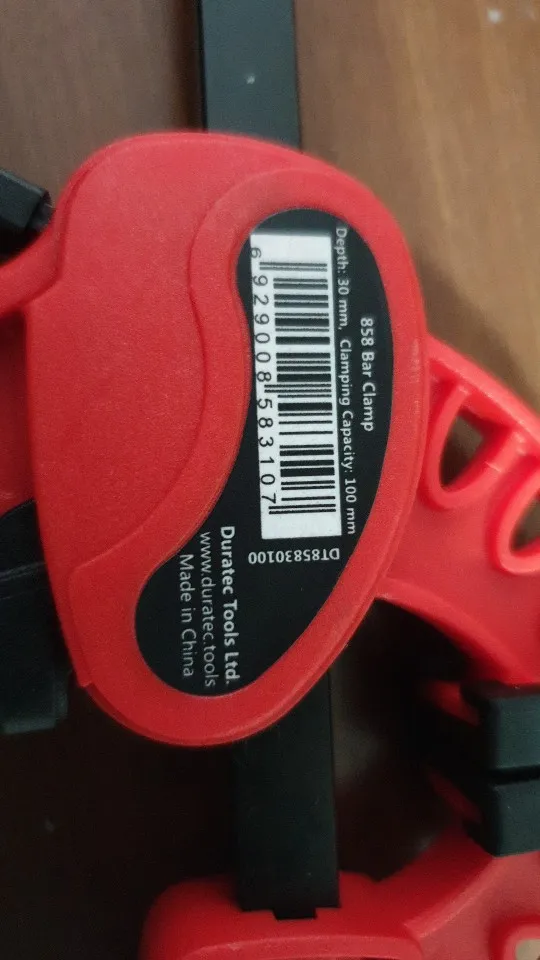 858 Bar Clamp
Depth: 30 mm, Clamping Capacity: 100 mm
6 929008 583107
DT85830100
Duratec Tools Ltd.
www.duratec.tools
Made in China